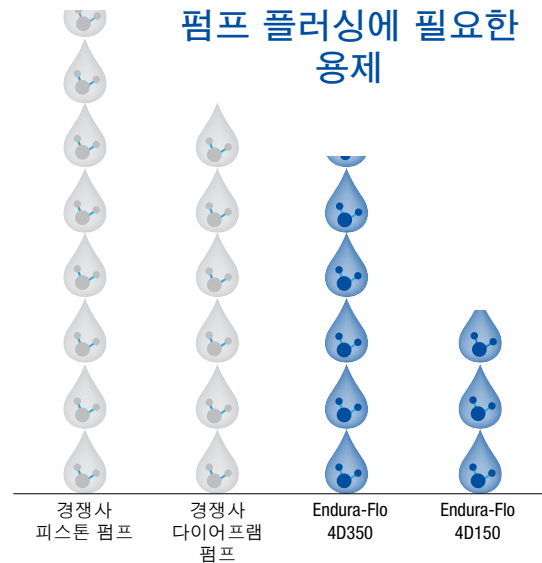 펌프 플러싱에 필요한
용제
경쟁사
피스톤 펌프
경쟁사
다이어프램
펌프
Endura-Flo
4D350
Endura-Flo
4D150